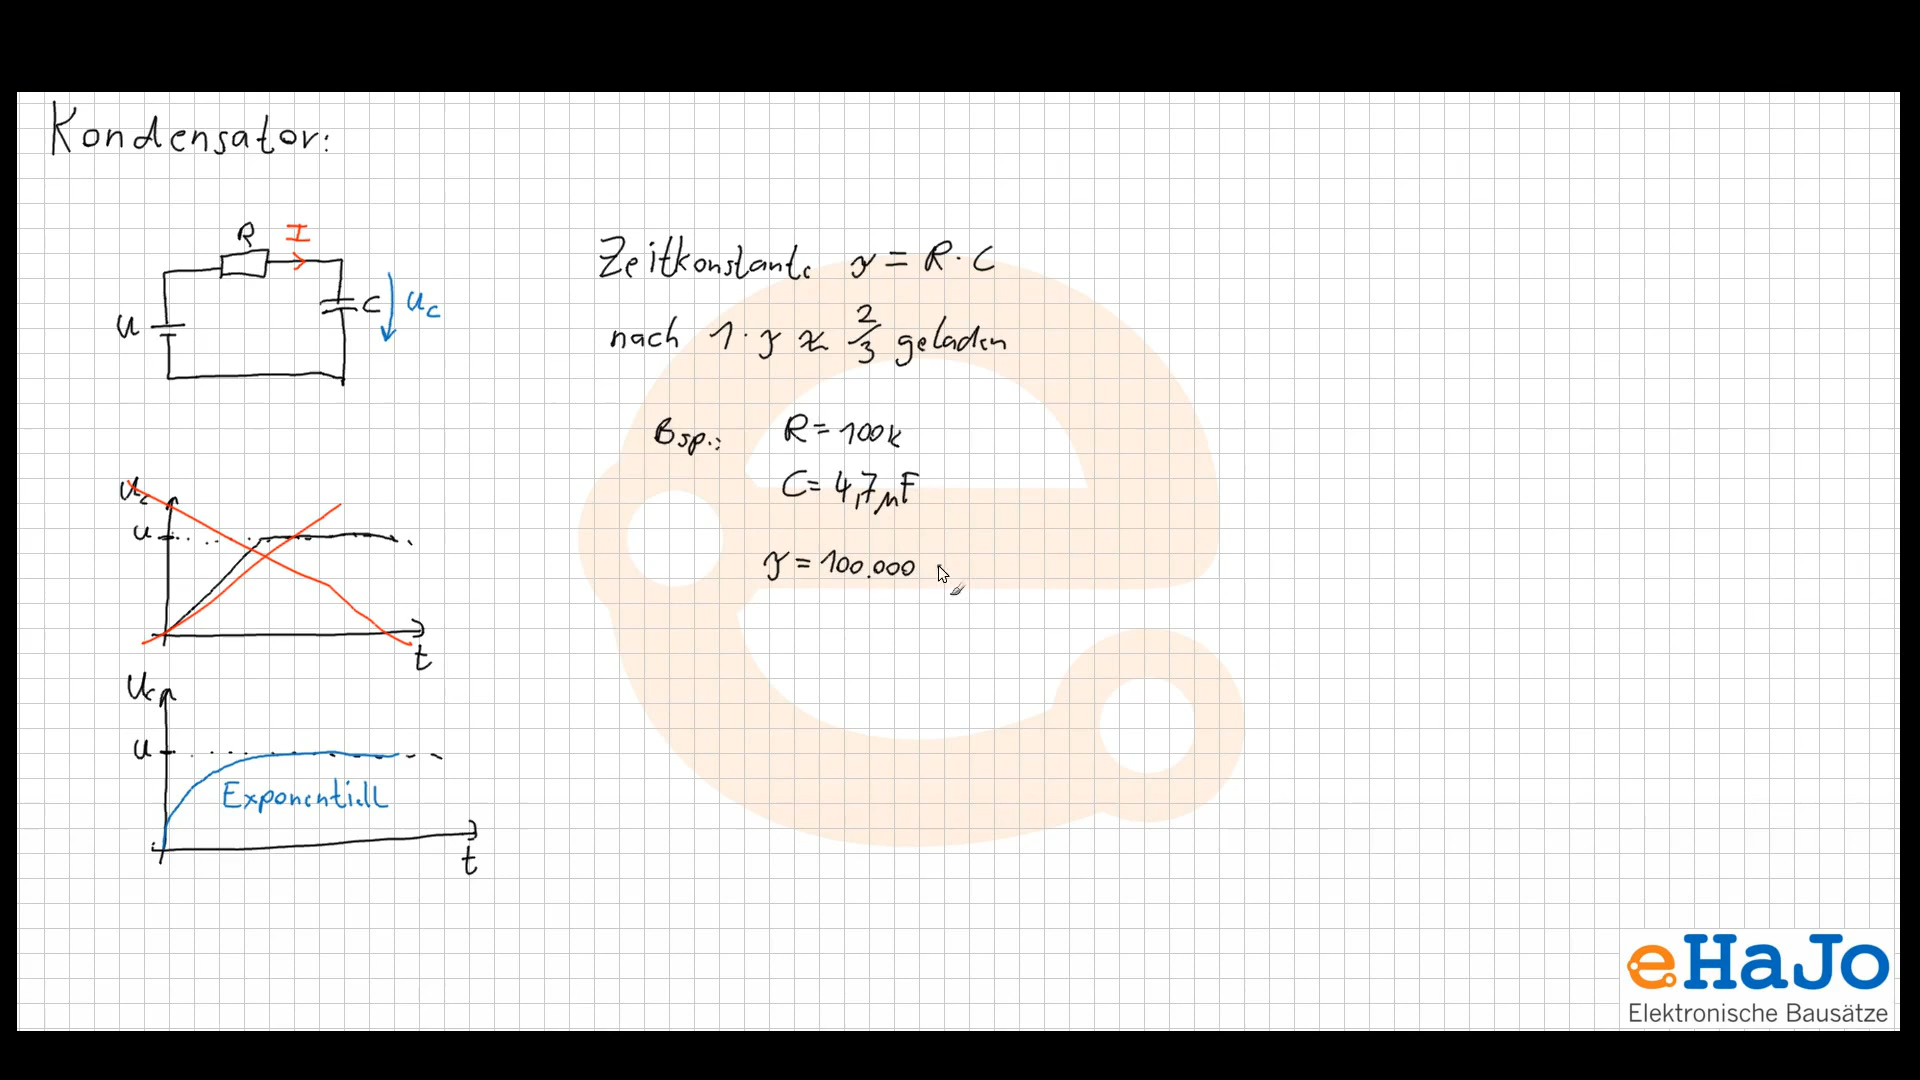 Kondensator:
R I
U C Uc
Zeitkonstante γ = R · C
nach 1 · γ ≈ 2/3 geladen
Bsp.: R = 100k
C = 4,7µF
γ = 100.000
Uc
U
t
Uc
U
Exponentiell
t
eHaJo
Elektronische Bausätze